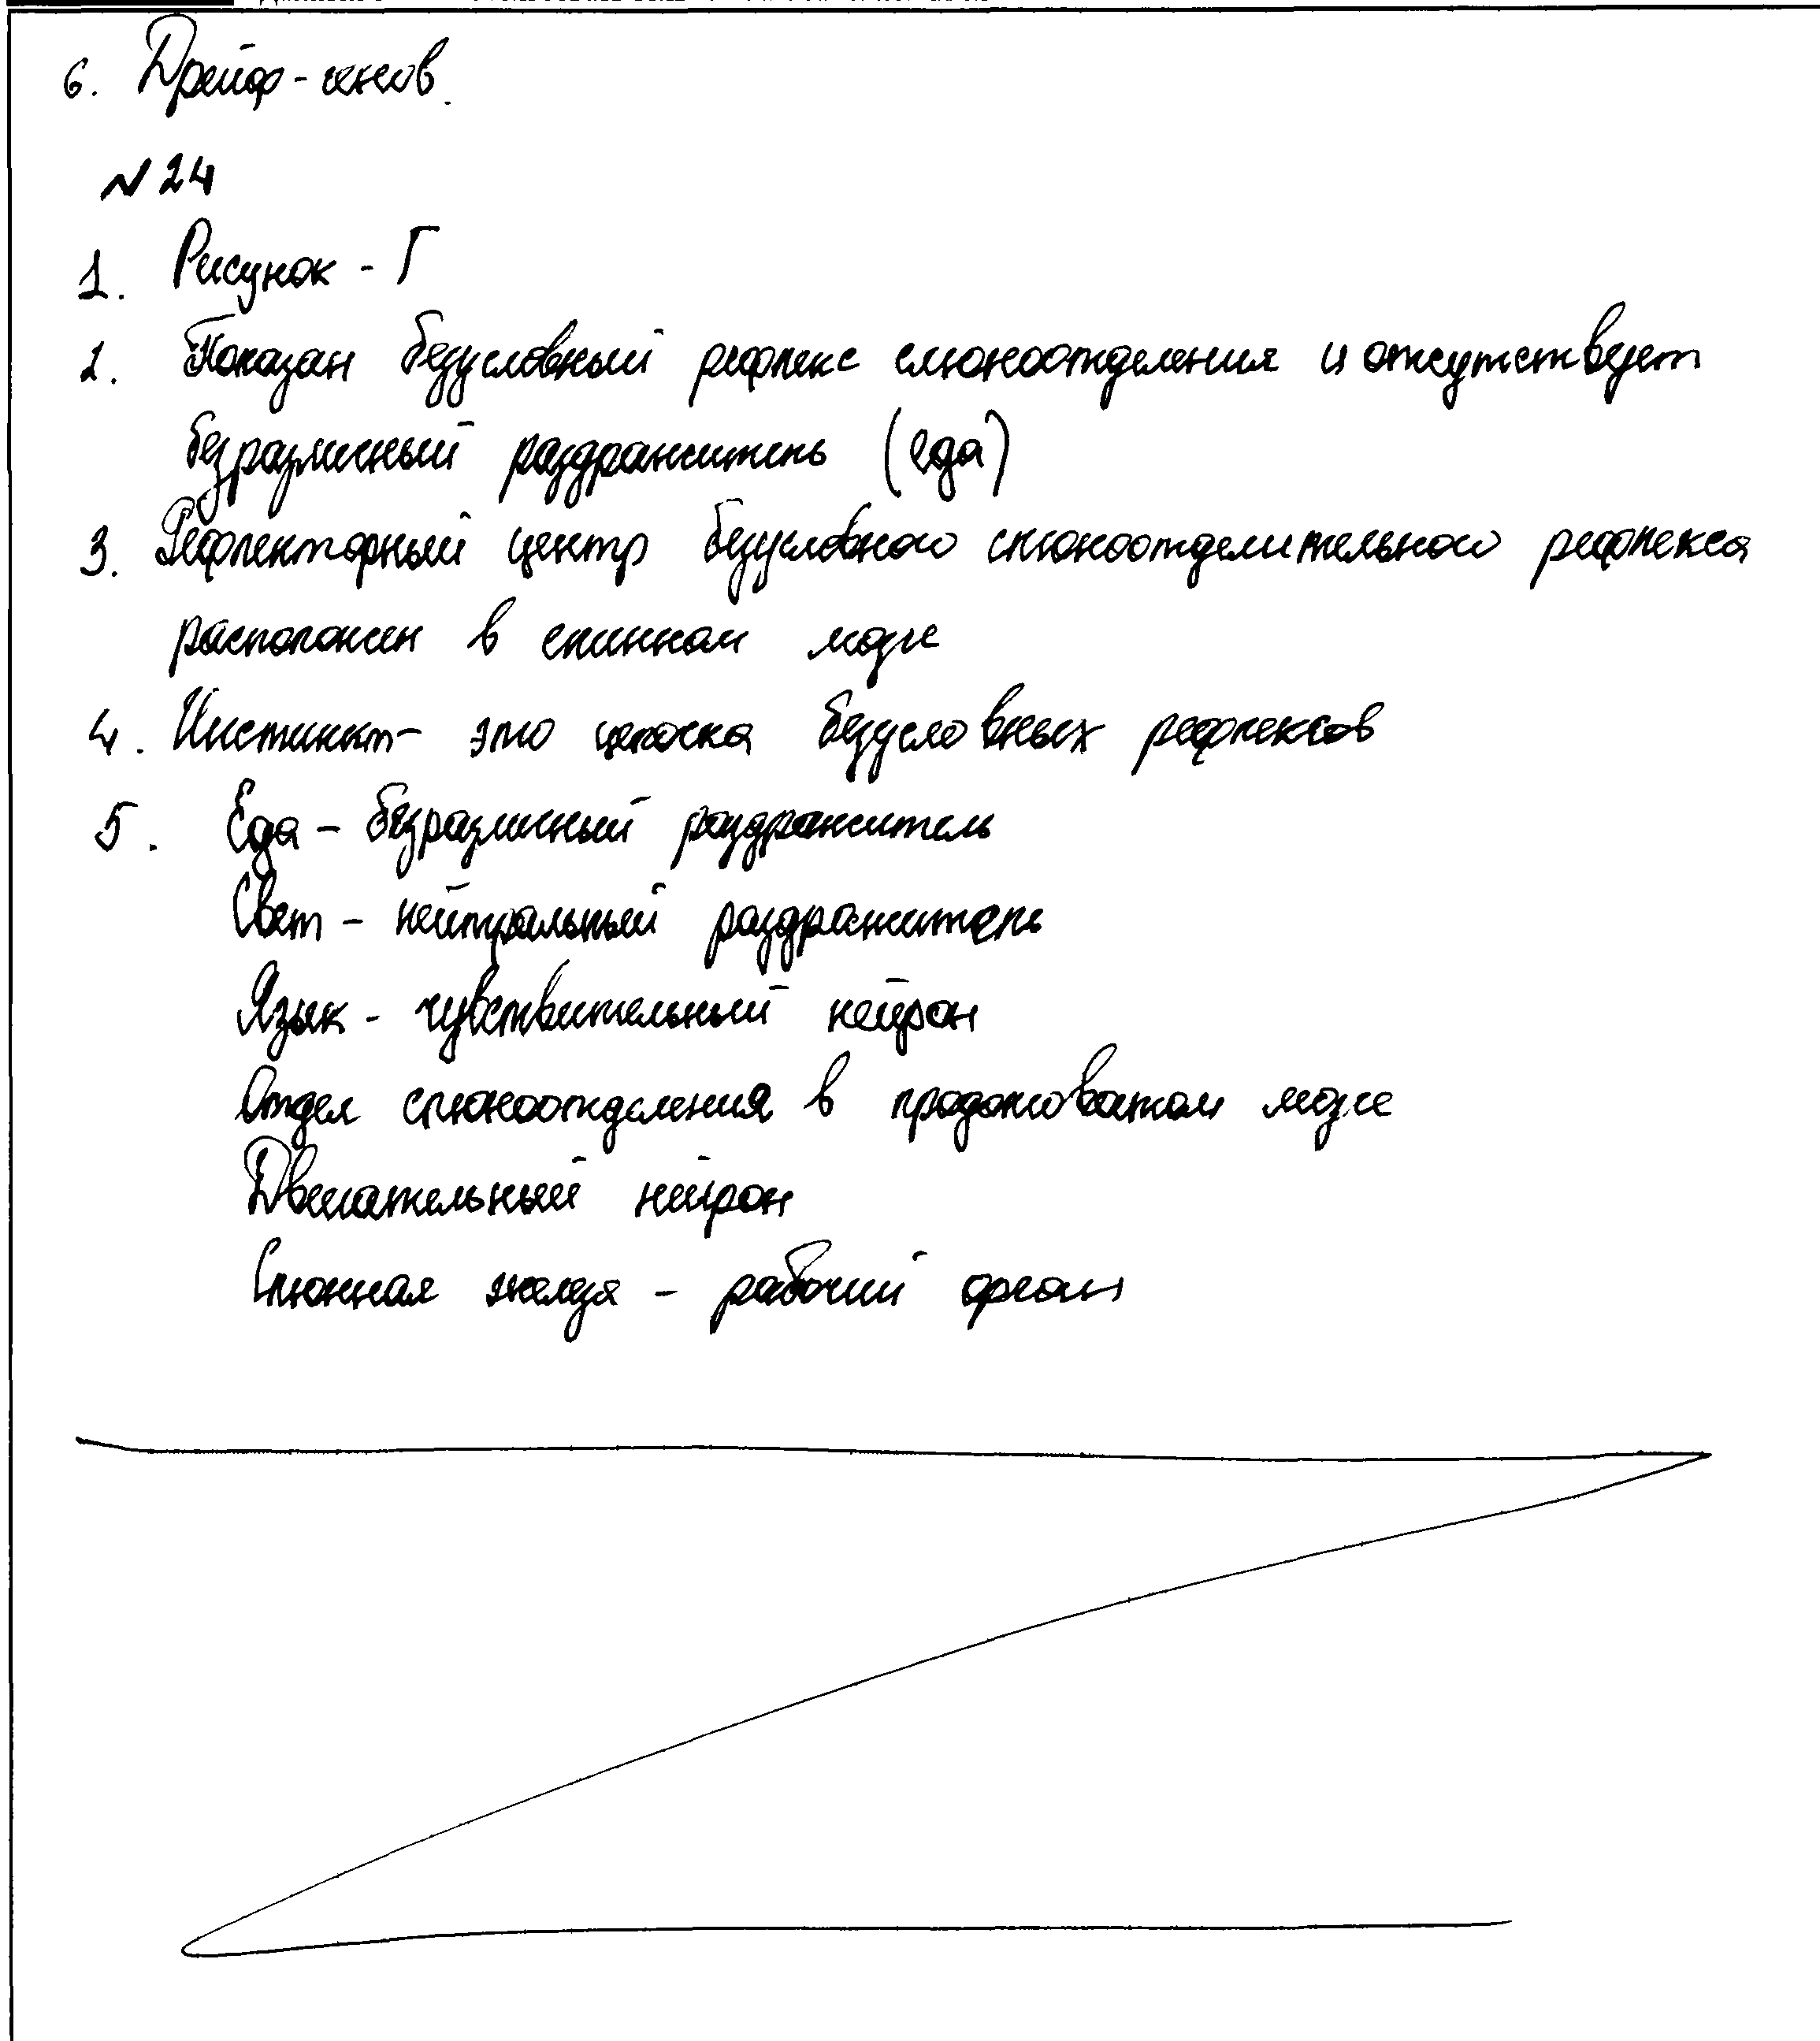 6. Дрейф-генов.
№24
1. Рисунок - Г
2. Показан безусловный рефлекс слюноотделения и отсутствует
безразличный раздражитель (еда)
3. Рефлекторный центр безусловного слюноотделительного рефлекса
расположен в спинном мозге
4. Инстинкт - это цепочка безусловных рефлексов
5. Еда - безразличный раздражитель
Свет - нейтральный раздражитель
Язык - чувствительный нейрон
Отдел слюноотделения в продолговатом мозге
Двигательный нейрон
Слюнная железа - рабочий орган